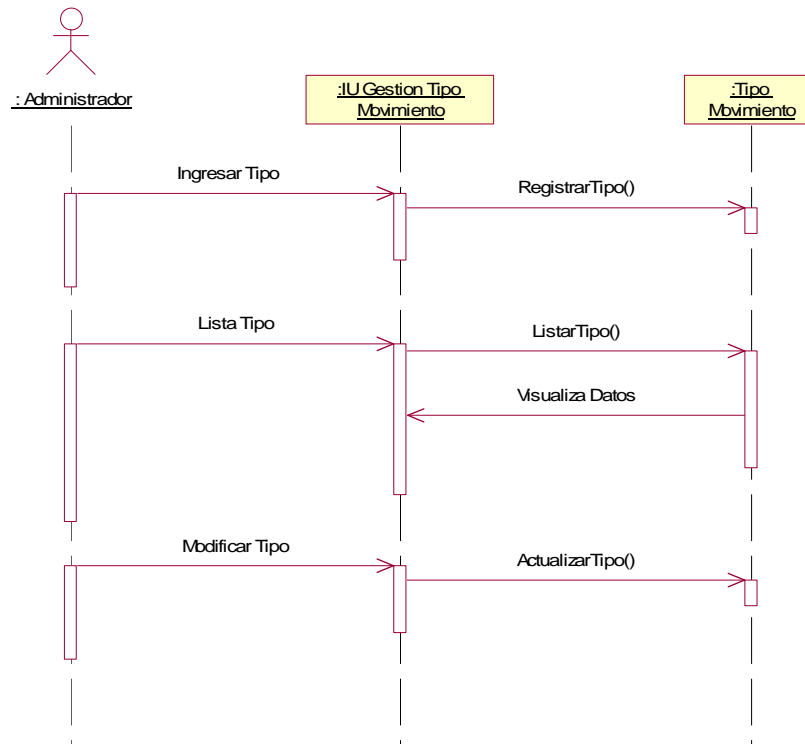 : Administrador
:IU Gestion Tipo
Movimiento
:Tipo
Movimiento
Ingresar Tipo
RegistrarTipo()
Lista Tipo
ListarTipo()
Visualiza Datos
Modificar Tipo
ActualizarTipo()